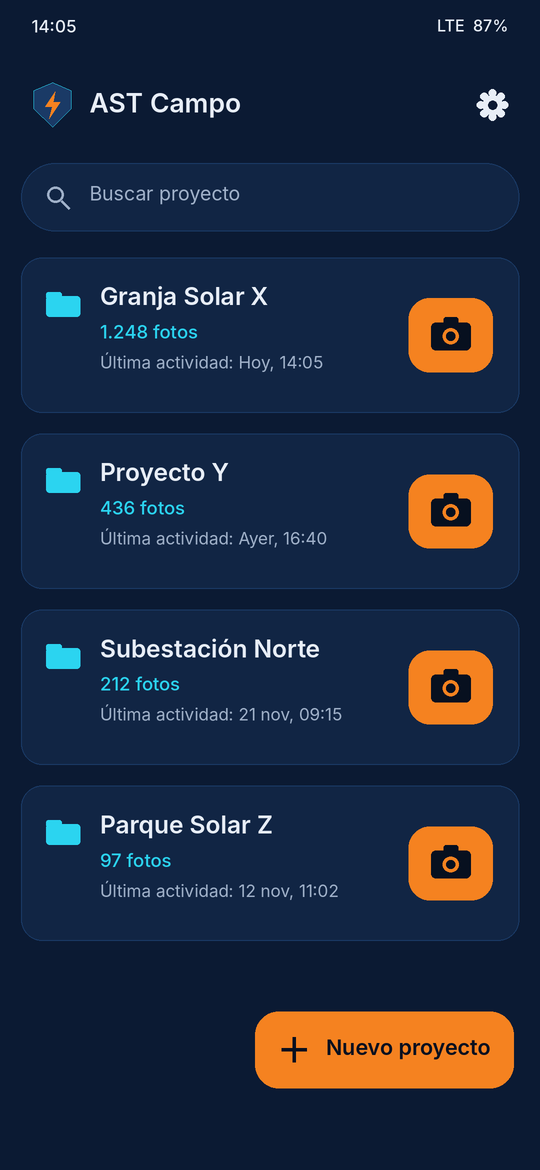 14:05
LTE 87%
AST Campo
Buscar proyecto
Granja Solar X
1.248 fotos
Última actividad: Hoy, 14:05
Proyecto Y
436 fotos
Última actividad: Ayer, 16:40
Subestación Norte
212 fotos
Última actividad: 21 nov, 09:15
Parque Solar Z
97 fotos
Última actividad: 12 nov, 11:02
Nuevo proyecto